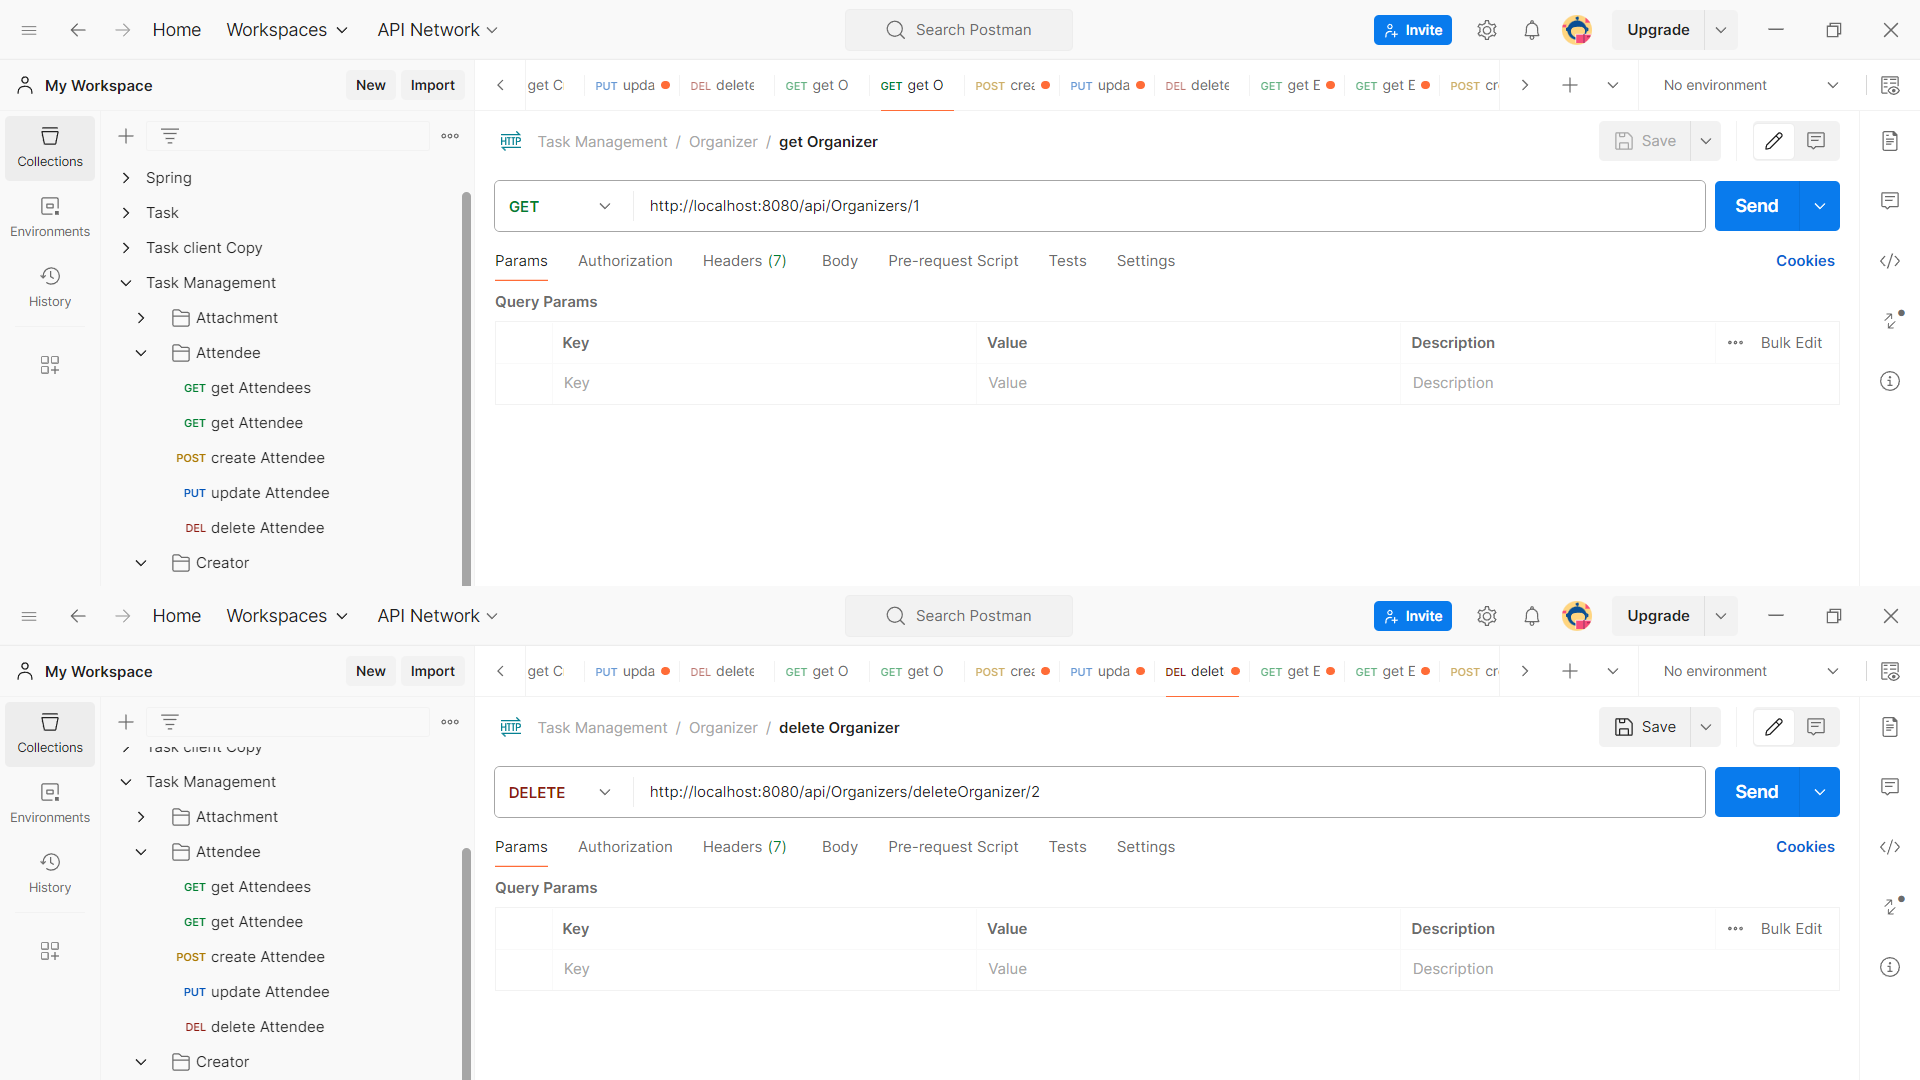 Home Workspaces API Network Search Postman Invite Upgrade
My Workspace New Import get C PUT upda DEL delete GET get O GET get O POST crea PUT upda DEL delete GET get E GET get E POST cr No environment
Task Management / Organizer / get Organizer Save
Collections
Spring
Task
Task client Copy
Task Management
Attachment
Attendee
GET get Attendees
GET get Attendee
POST create Attendee
PUT update Attendee
DEL delete Attendee
Creator
Environments
History
GET http://localhost:8080/api/Organizers/1 Send
Params Authorization Headers (7) Body Pre-request Script Tests Settings Cookies
Query Params
Key Value Description Bulk Edit
Key Value Description
Home Workspaces API Network Search Postman Invite Upgrade
My Workspace New Import get C PUT upda DEL delete GET get O GET get O POST crea PUT upda DEL delet GET get E GET get E POST cr No environment
Task Management / Organizer / delete Organizer Save
Collections
Task client Copy
Task Management
Attachment
Attendee
GET get Attendees
GET get Attendee
POST create Attendee
PUT update Attendee
DEL delete Attendee
Creator
Environments
History
DELETE http://localhost:8080/api/Organizers/deleteOrganizer/2 Send
Params Authorization Headers (7) Body Pre-request Script Tests Settings Cookies
Query Params
Key Value Description Bulk Edit
Key Value Description